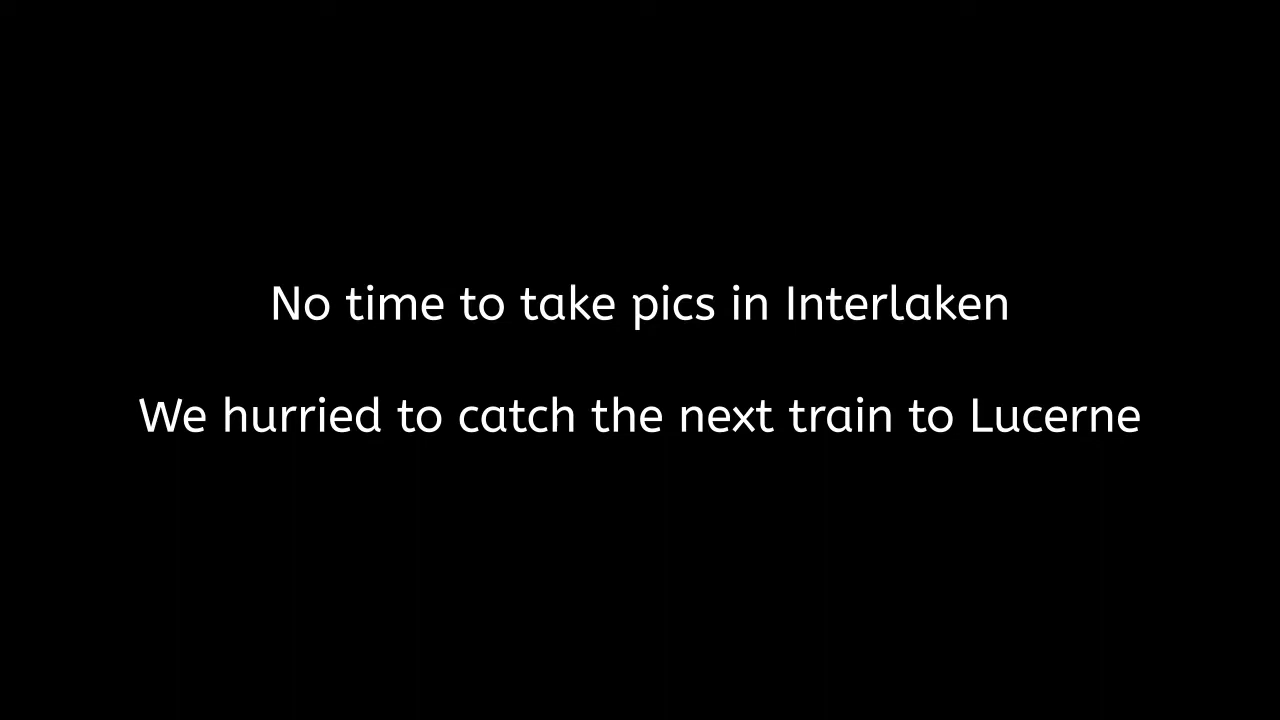 No time to take pics in Interlaken
We hurried to catch the next train to Lucerne